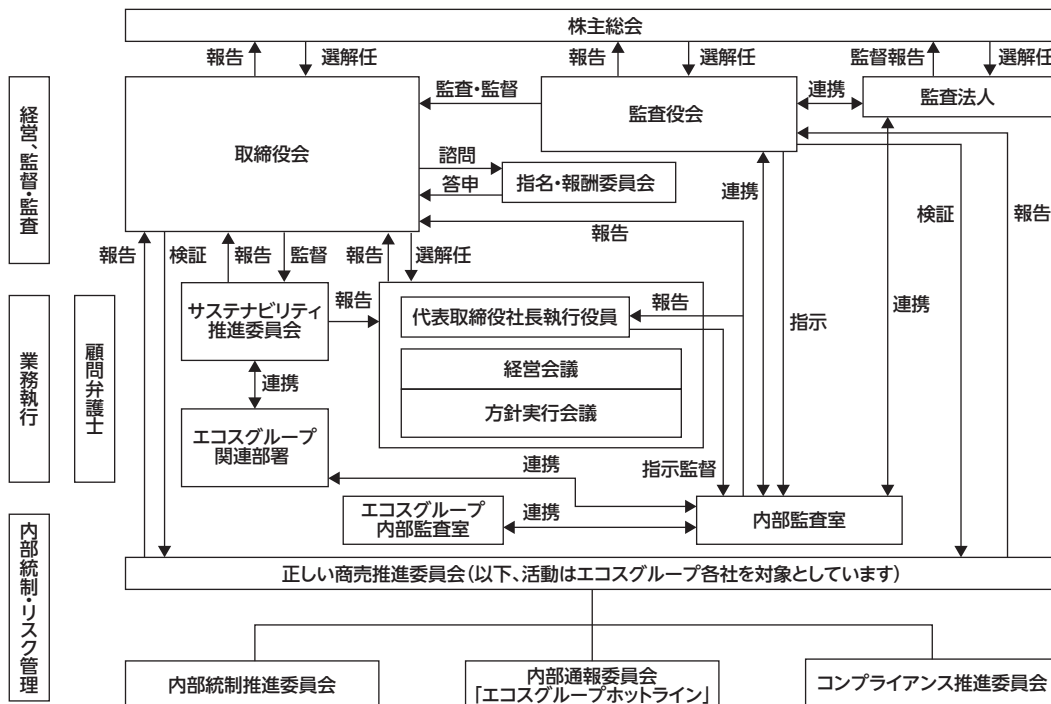 株主総会
報告
選解任
報告
選解任
監督報告
選解任
経営、監督・監査
取締役会
監査・監督
監査役会
連携
監査法人
諮問
答申
指名・報酬委員会
連携
検証
報告
報告
報告
検証
報告
監督
報告
選解任
業務執行
顧問弁護士
サステナビリティ
推進委員会
報告
代表取締役社長執行役員
報告
指示
連携
経営会議
方針実行会議
連携
エコスグループ
関連部署
連携
指示監督
エコスグループ
内部監査室
連携
内部監査室
内部統制・リスク管理
正しい商売推進委員会(以下、活動はエコスグループ各社を対象としています)
内部統制推進委員会
内部通報委員会
「エコスグループホットライン」
コンプライアンス推進委員会